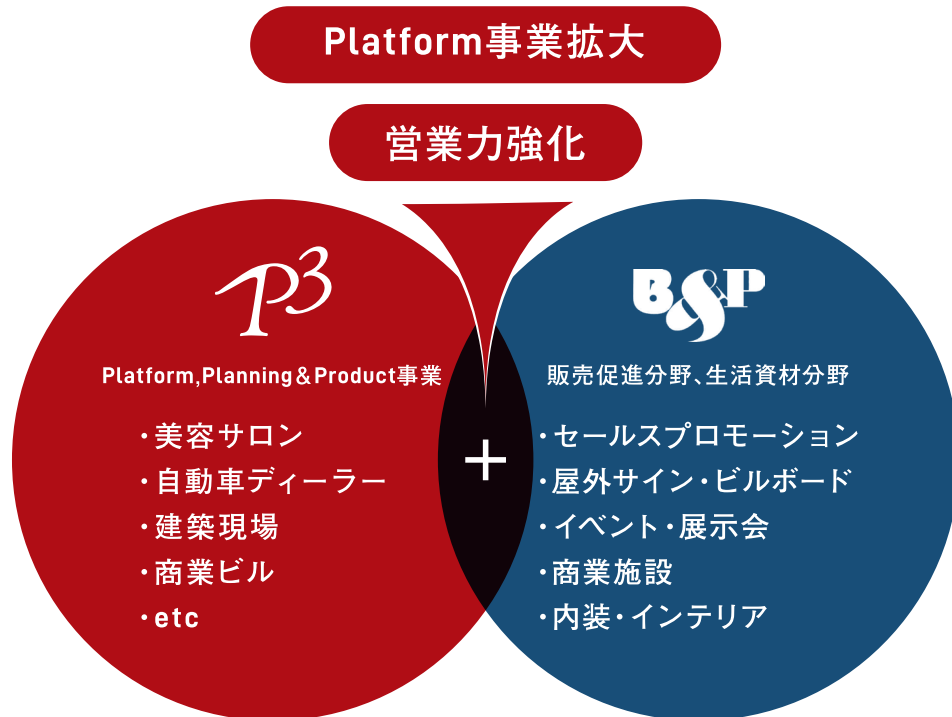 Platform事業拡大
営業力強化
P3
Platform,Planning&Product事業
・美容サロン
・自動車ディーラー
・建築現場
・商業ビル
・etc
+
B&P
販売促進分野、生活資材分野
・セールスプロモーション
・屋外サイン・ビルボード
・イベント・展示会
・商業施設
・内装・インテリア